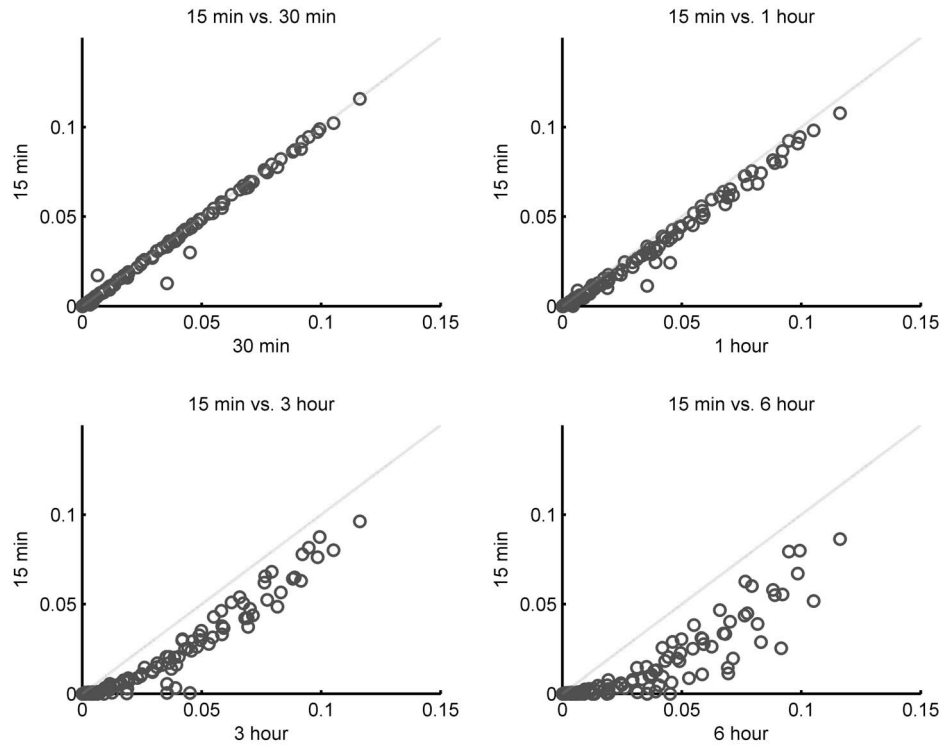 15 min vs. 30 min
0.1
0.05
0
15 min
0 0.05 0.1 0.15
30 min
15 min vs. 1 hour
0.1
0.05
0
15 min
0 0.05 0.1 0.15
1 hour
15 min vs. 3 hour
0.1
0.05
0
15 min
0 0.05 0.1 0.15
3 hour
15 min vs. 6 hour
0.1
0.05
0
15 min
0 0.05 0.1 0.15
6 hour